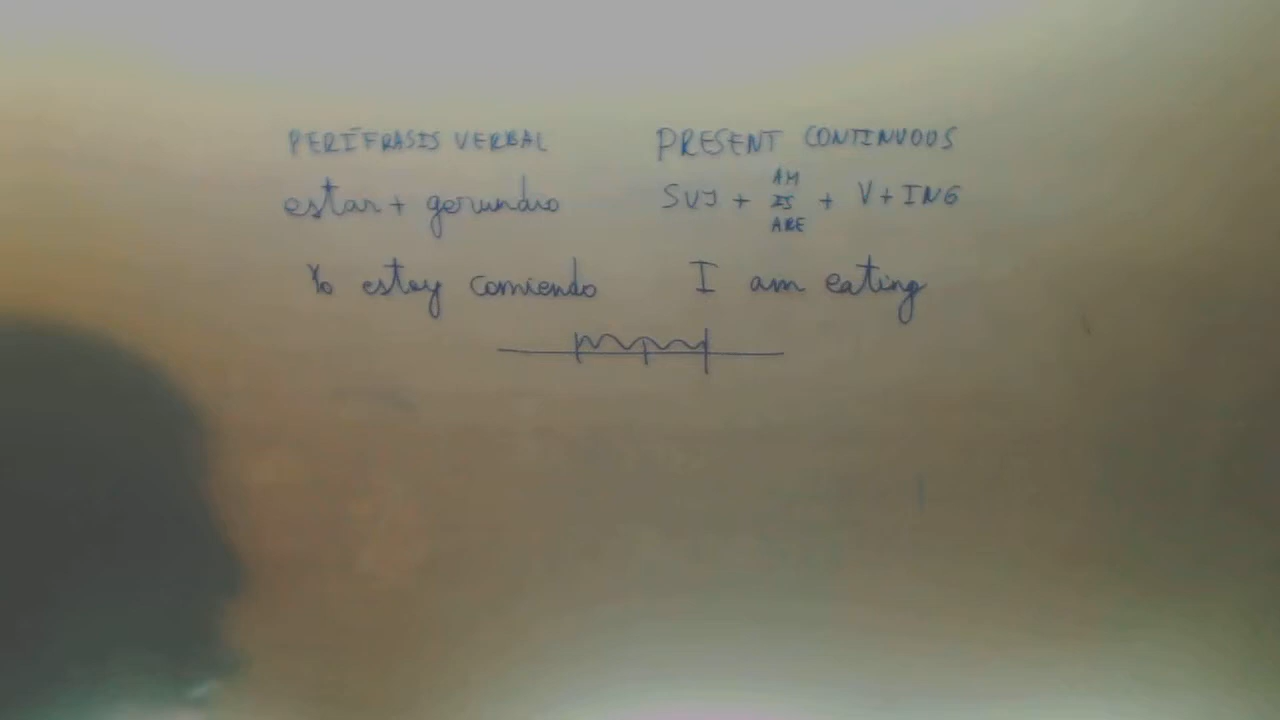 PERÍFRASIS VERBAL
estar + gerundio
Yo estoy comiendo
PRESENT CONTINUOUS
SUJ + AM IS ARE + V + ING
I am eating